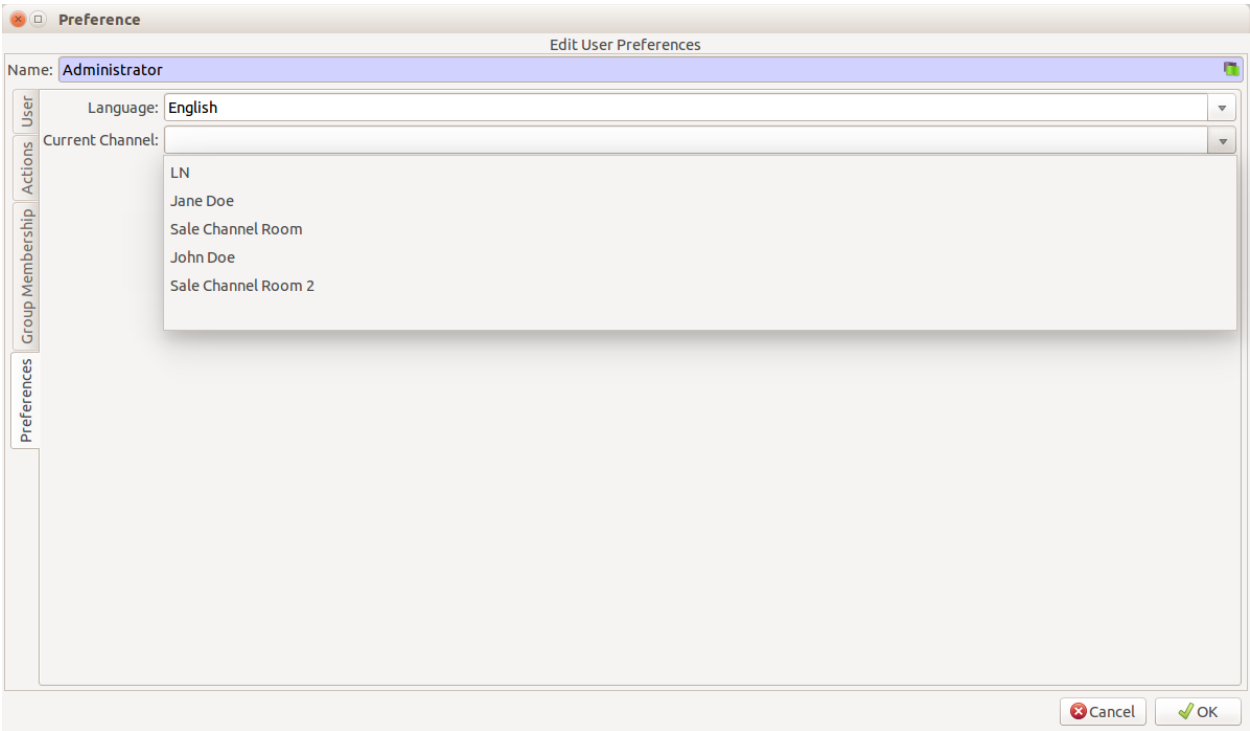 Preference
Edit User Preferences
Name: Administrator
User
Actions
Group Membership
Preferences
Language: English
Current Channel:
LN
Jane Doe
Sale Channel Room
John Doe
Sale Channel Room 2
Cancel
OK